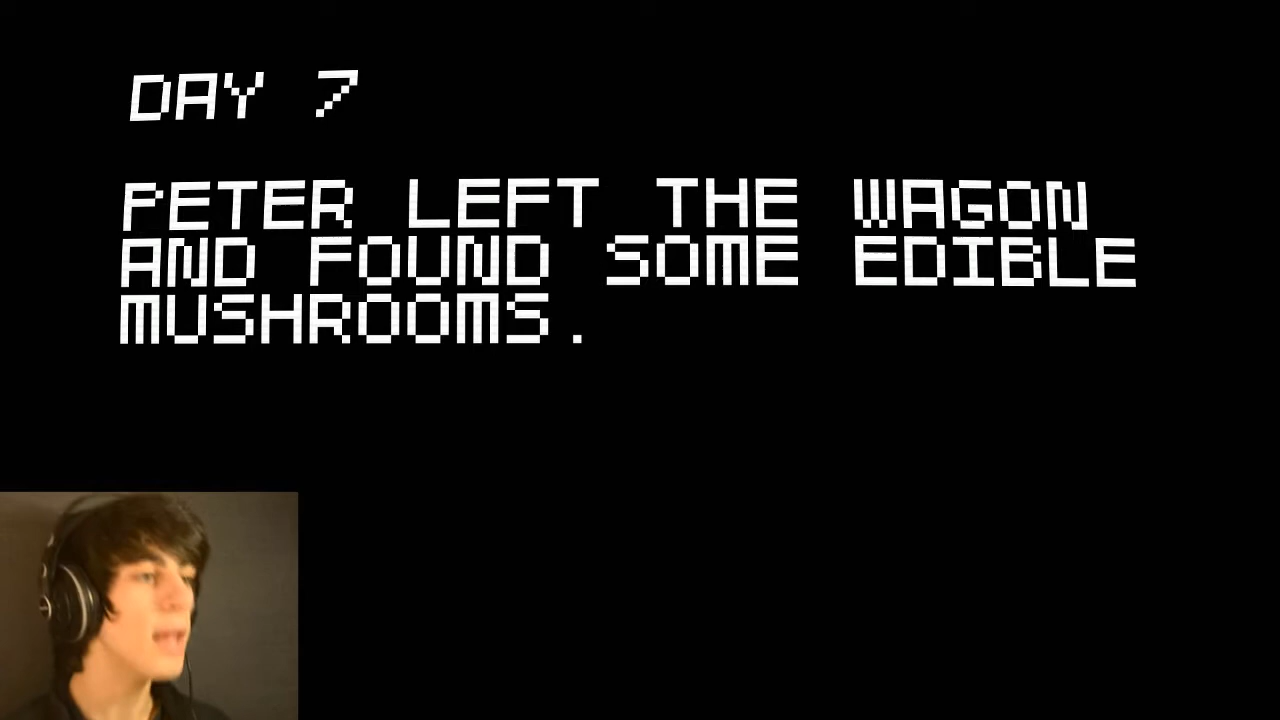 DAY 7
PETER LEFT THE WAGON
AND FOUND SOME EDIBLE
MUSHROOMS.